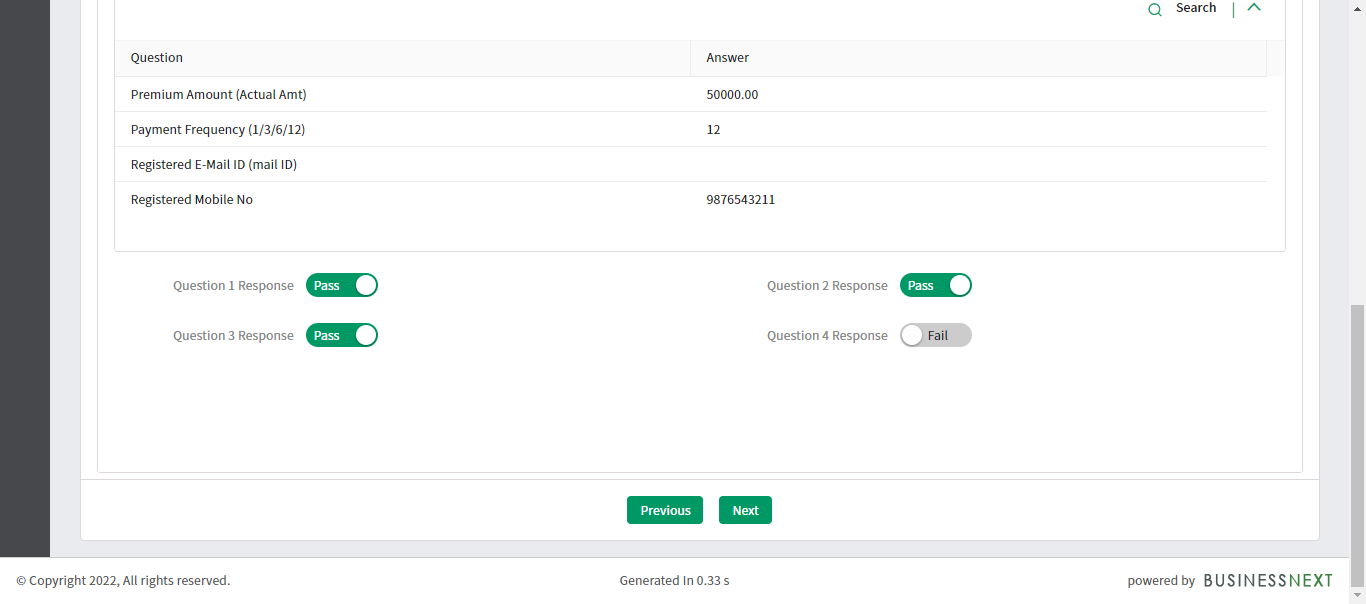 Search |
Question Answer
Premium Amount (Actual Amt) 50000.00
Payment Frequency (1/3/6/12) 12
Registered E-Mail ID (mail ID)
Registered Mobile No 9876543211
Question 1 Response Pass Question 2 Response Pass
Question 3 Response Pass Question 4 Response Fail
Previous Next
© Copyright 2022, All rights reserved. Generated In 0.33 s powered by BUSINESSNEXT